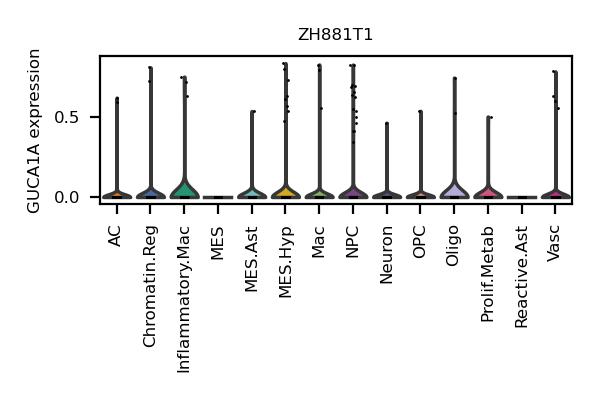 ZH881T1
GUCA1A expression
0.5
0.0
AC
Chromatin.Reg
Inflammatory.Mac
MES
MES.Ast
MES.Hyp
Mac
NPC
Neuron
OPC
Oligo
Prolif.Metab
Reactive.Ast
Vasc